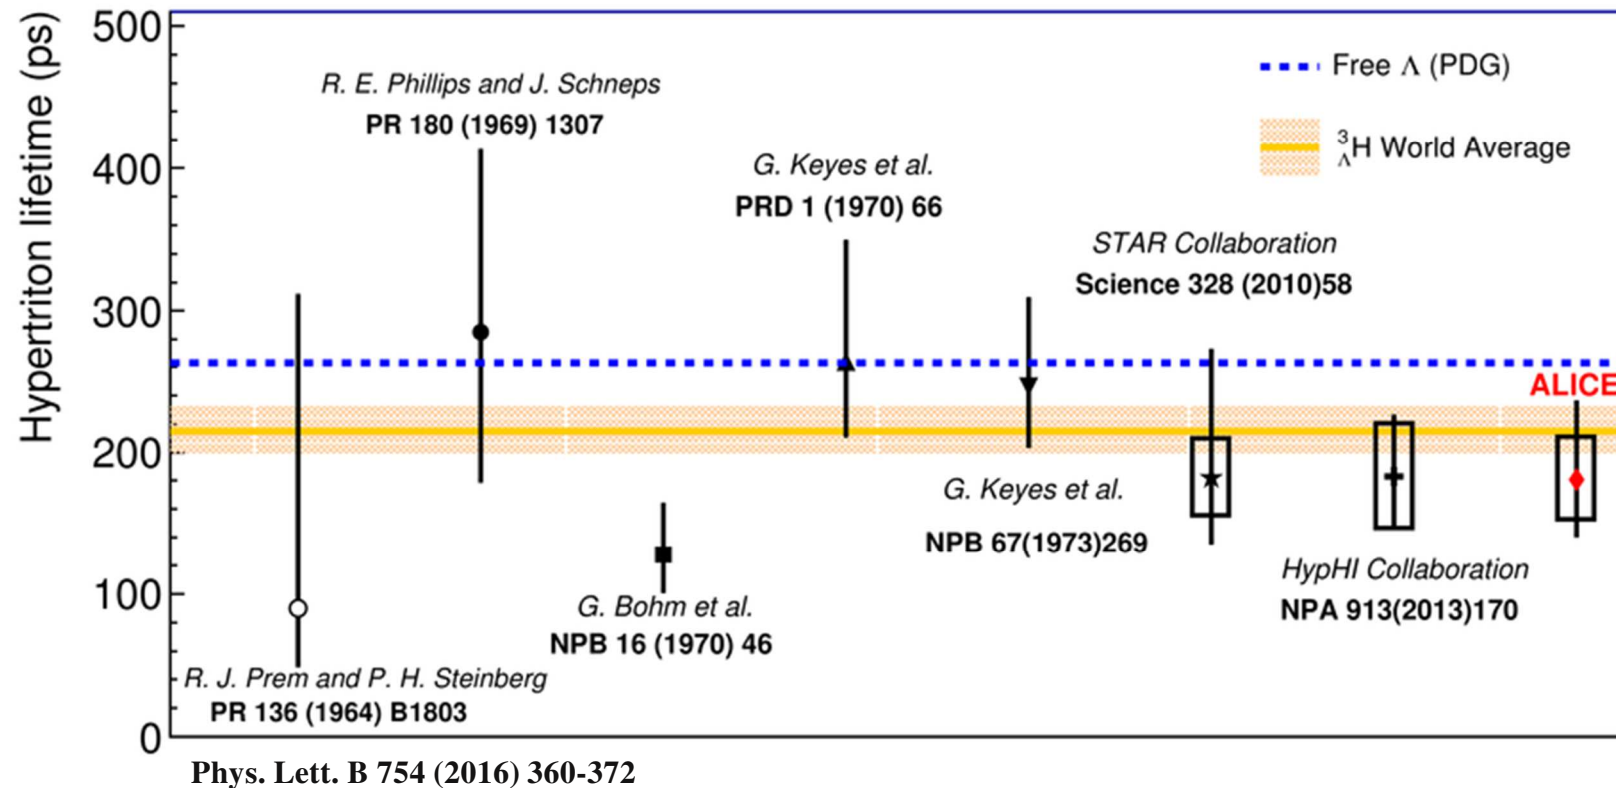 Hypertriton lifetime (ps)
500
400
300
200
100
0
R. E. Phillips and J. Schneps
PR 180 (1969) 1307
Free Λ (PDG)
³ΛH World Average
G. Keyes et al.
PRD 1 (1970) 66
STAR Collaboration
Science 328 (2010)58
ALICE
G. Keyes et al.
NPB 67(1973)269
HypHI Collaboration
NPA 913(2013)170
G. Bohm et al.
NPB 16 (1970) 46
R. J. Prem and P. H. Steinberg
PR 136 (1964) B1803
Phys. Lett. B 754 (2016) 360-372